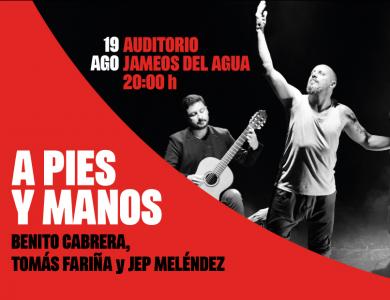 19 AUDITORIO
AGO JAMEOS DEL AGUA
20:00 h
A PIES
Y MANOS
BENITO CABRERA,
TOMÁS FARIÑA y JEP MELÉNDEZ